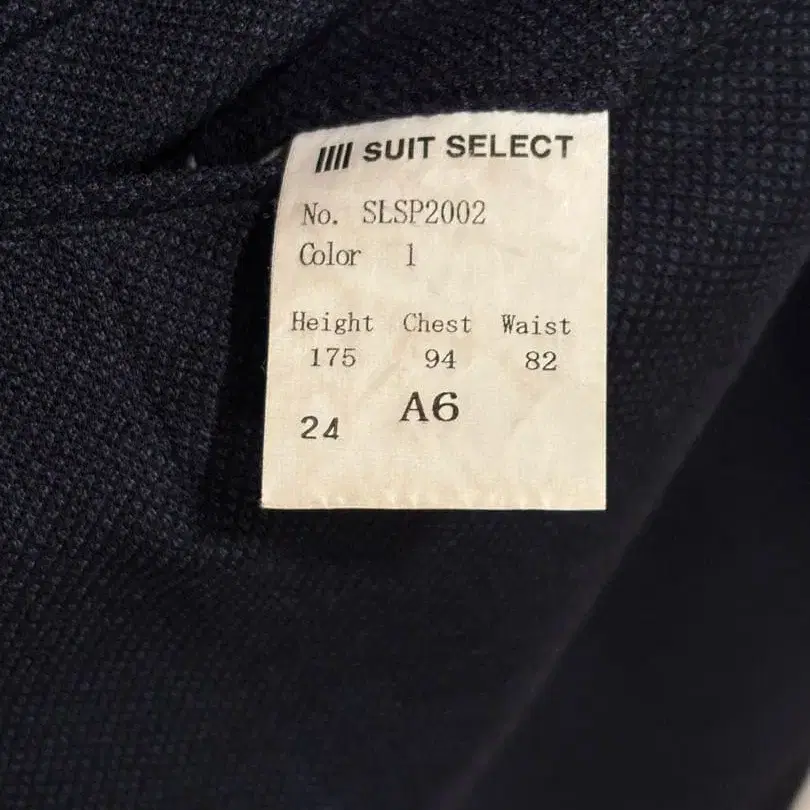 SUIT SELECT
No. SLSP2002
Color 1
Height Chest Waist
175 94 82
A6
24